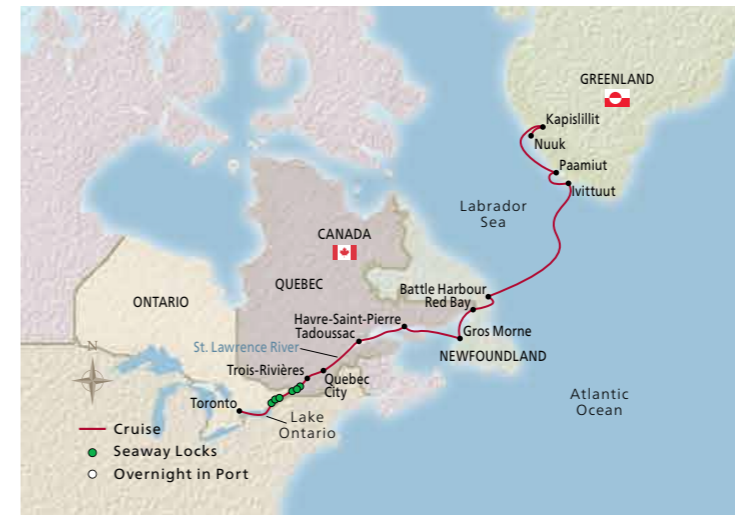 GREENLAND
Kapislillit
Nuuk
Paamiut
Ivittuut
Labrador
Sea
CANADA
QUEBEC
Battle Harbour
Red Bay
ONTARIO
Havre-Saint-Pierre
Tadoussac
Gros Morne
St. Lawrence River
NEWFOUNDLAND
N
Trois-Rivières
Quebec
City
Toronto
Atlantic
Ocean
Lake
Ontario
Cruise
Seaway Locks
Overnight in Port